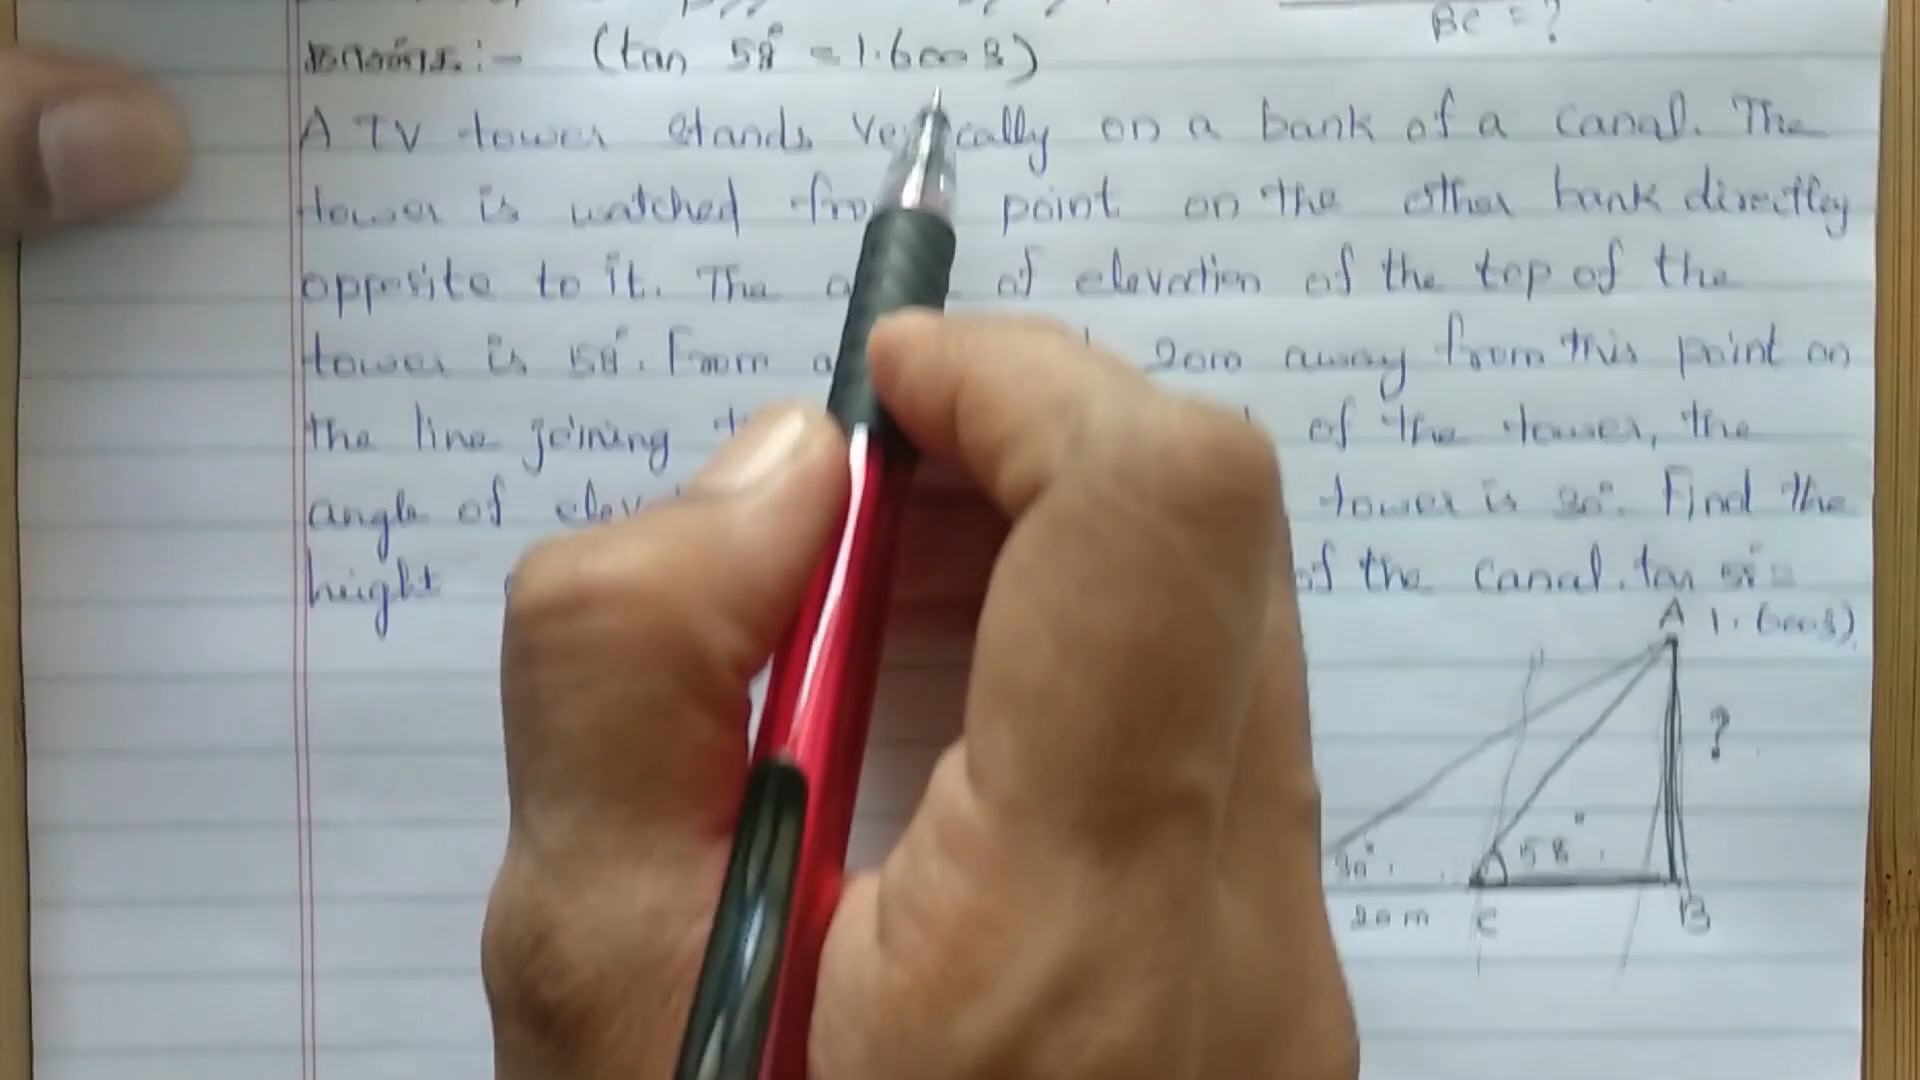 BC = ?
:- (tan 58° = 1.6003)
A TV tower stands on a bank of a canal. The
tower is watched point on the other bank directly
opposite to it. The of elevation of the top of the
tower is 58°. From a 20m away from this point on
the line joining of the tower, the
angle of tower is 30°. Find the
height of the canal. tan 58 =
1.6003)
A
?
30°
58°
20m
C
B